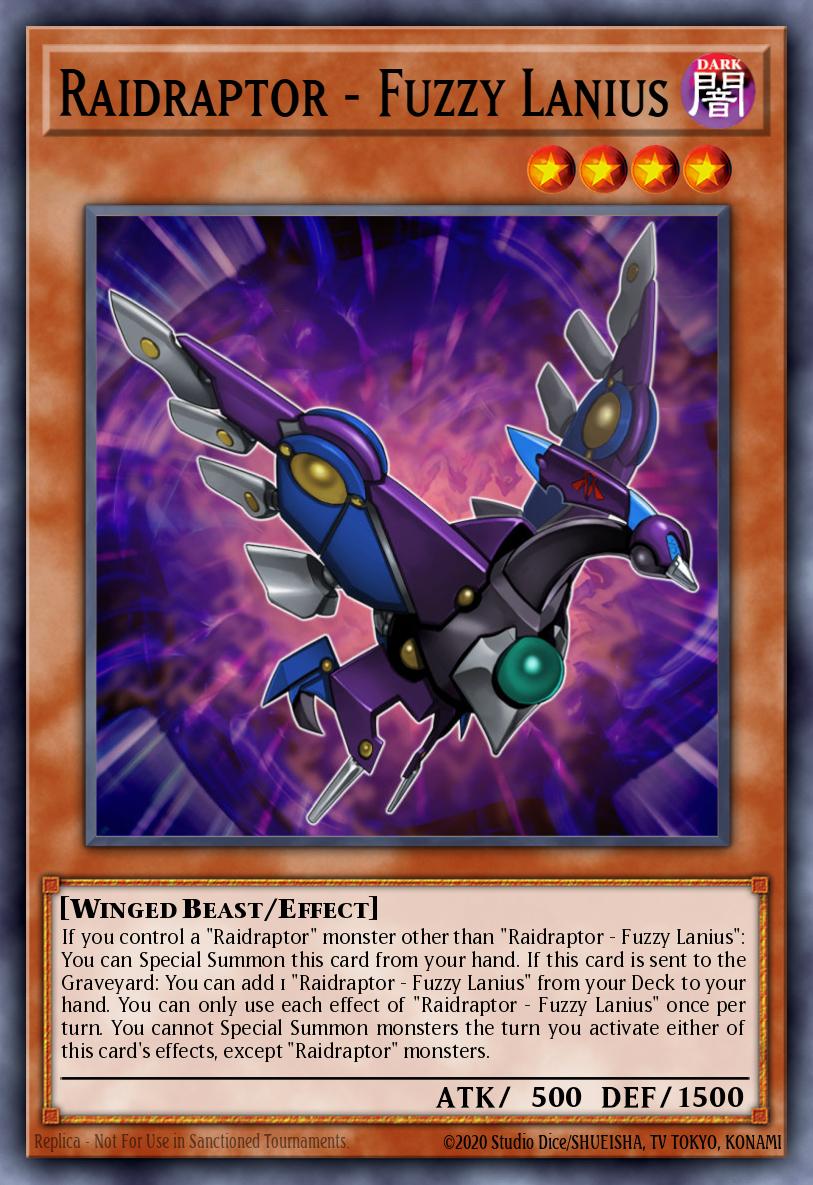 Raidraptor - Fuzzy Lanius
DARK
闇
[Winged Beast/Effect]
If you control a "Raidraptor" monster other than "Raidraptor - Fuzzy Lanius":
You can Special Summon this card from your hand. If this card is sent to the
Graveyard: You can add 1 "Raidraptor - Fuzzy Lanius" from your Deck to your
hand. You can only use each effect of "Raidraptor - Fuzzy Lanius" once per
turn. You cannot Special Summon monsters the turn you activate either of
this card's effects, except "Raidraptor" monsters.
ATK/ 500 DEF/1500
Replica - Not For Use in Sanctioned Tournaments.
©2020 Studio Dice/SHUEISHA, TV TOKYO, KONAMI